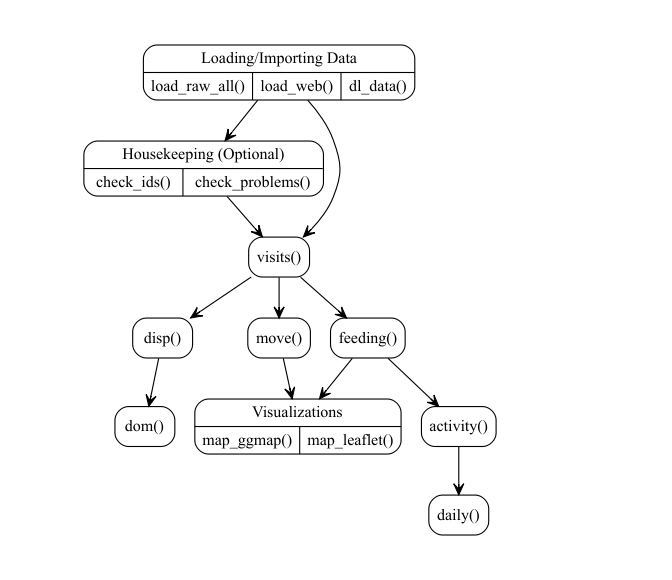 Loading/Importing Data
load_raw_all() load_web() dl_data()
Housekeeping (Optional)
check_ids() check_problems()
visits()
disp() move() feeding()
Visualizations
dom() map_ggmap() map_leaflet() activity()
daily()